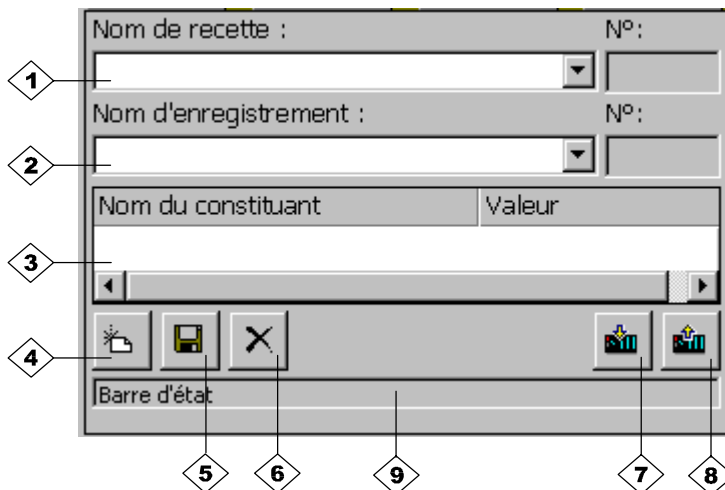 Nom de recette : Nº:
1
Nom d'enregistrement : Nº:
2
Nom du constituant Valeur
3
4
Barre d'état
5 6 9 7 8